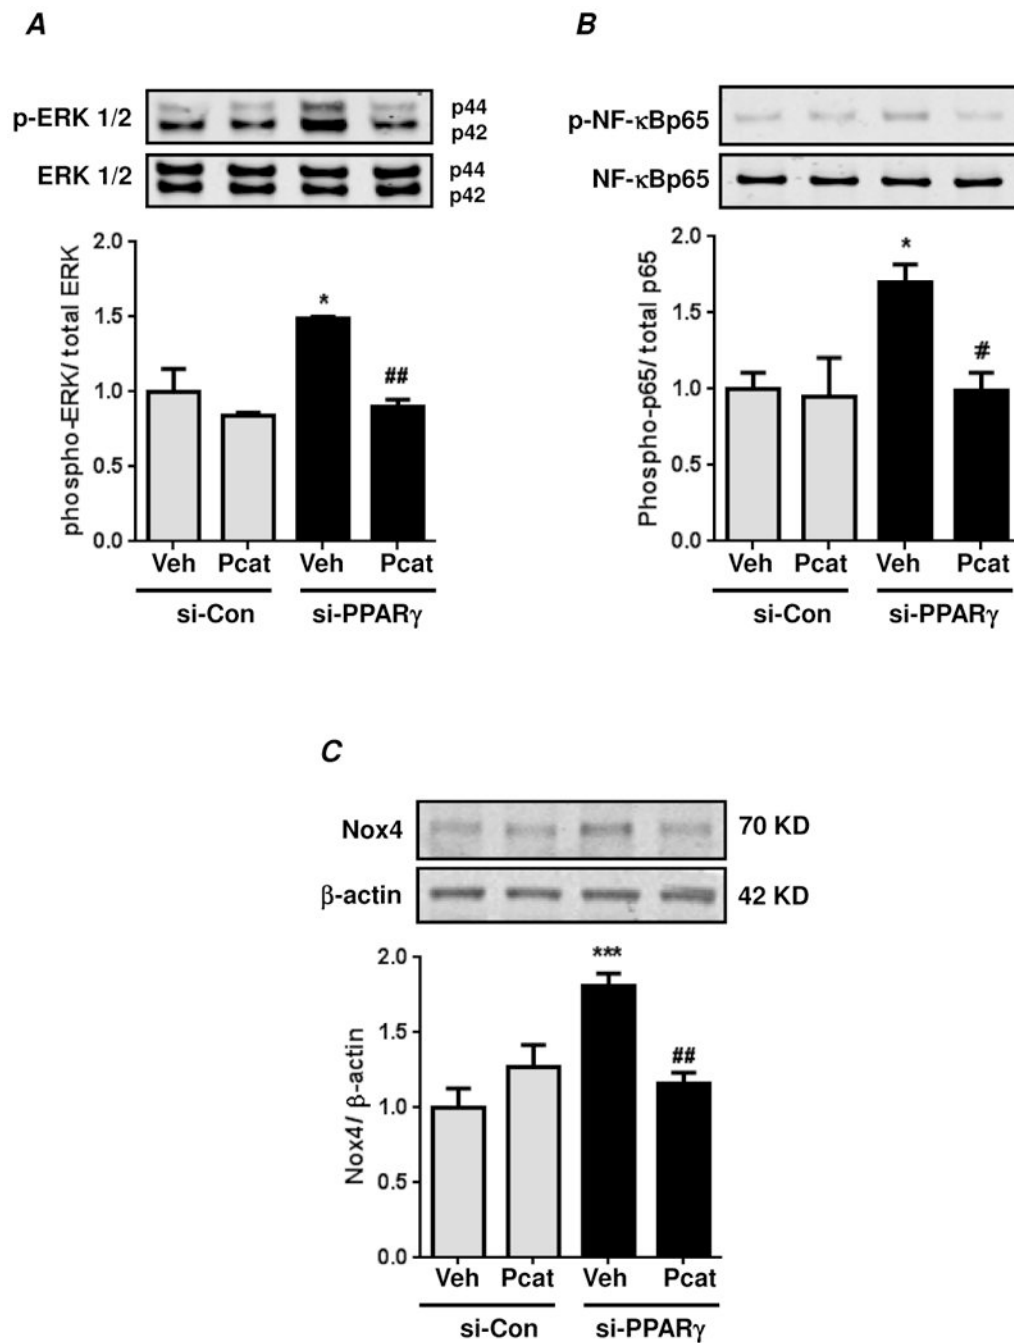 A
p-ERK 1/2
p44
p42
ERK 1/2
p44
p42
phospho-ERK/ total ERK
2.0
1.5
1.0
0.5
0.0
*
##
Veh Pcat Veh Pcat
si-Con si-PPARγ
B
p-NF-κBp65
NF-κBp65
Phospho-p65/ total p65
2.0
1.5
1.0
0.5
0.0
*
#
Veh Pcat Veh Pcat
si-Con si-PPARγ
C
Nox4 70 KD
β-actin 42 KD
Nox4/ β-actin
2.0
1.5
1.0
0.5
0.0
***
##
Veh Pcat Veh Pcat
si-Con si-PPARγ